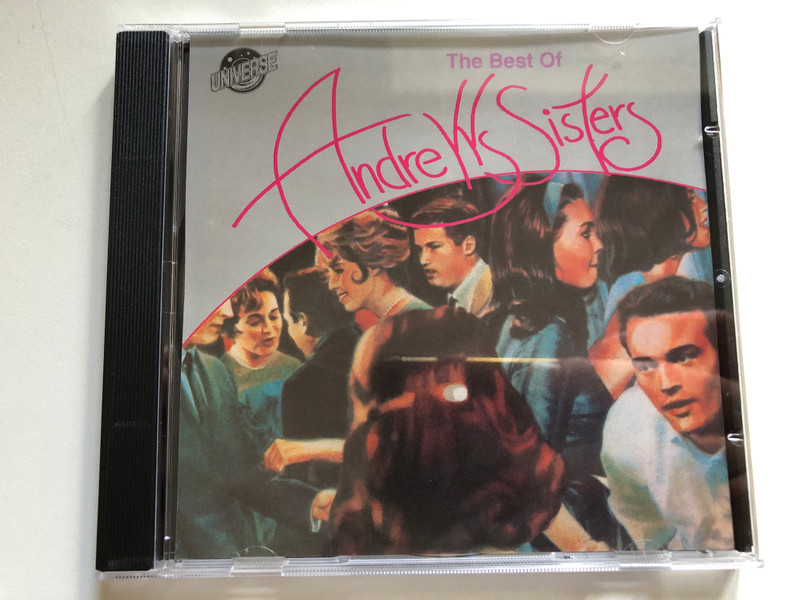 UNIVERSE
The Best Of
Andrews Sisters